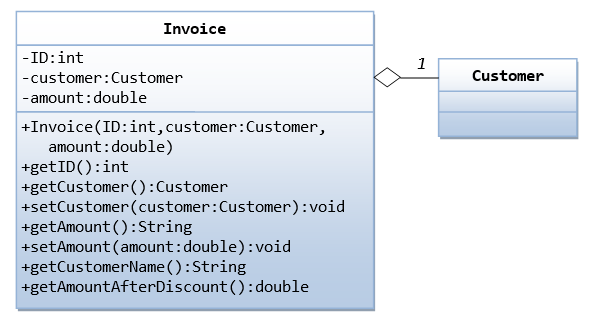 Invoice
-ID:int
-customer:Customer
-amount:double
+Invoice(ID:int,customer:Customer,
amount:double)
+getID():int
+getCustomer():Customer
+setCustomer(customer:Customer):void
+getAmount():String
+setAmount(amount:double):void
+getCustomerName():String
+getAmountAfterDiscount():double
1
Customer